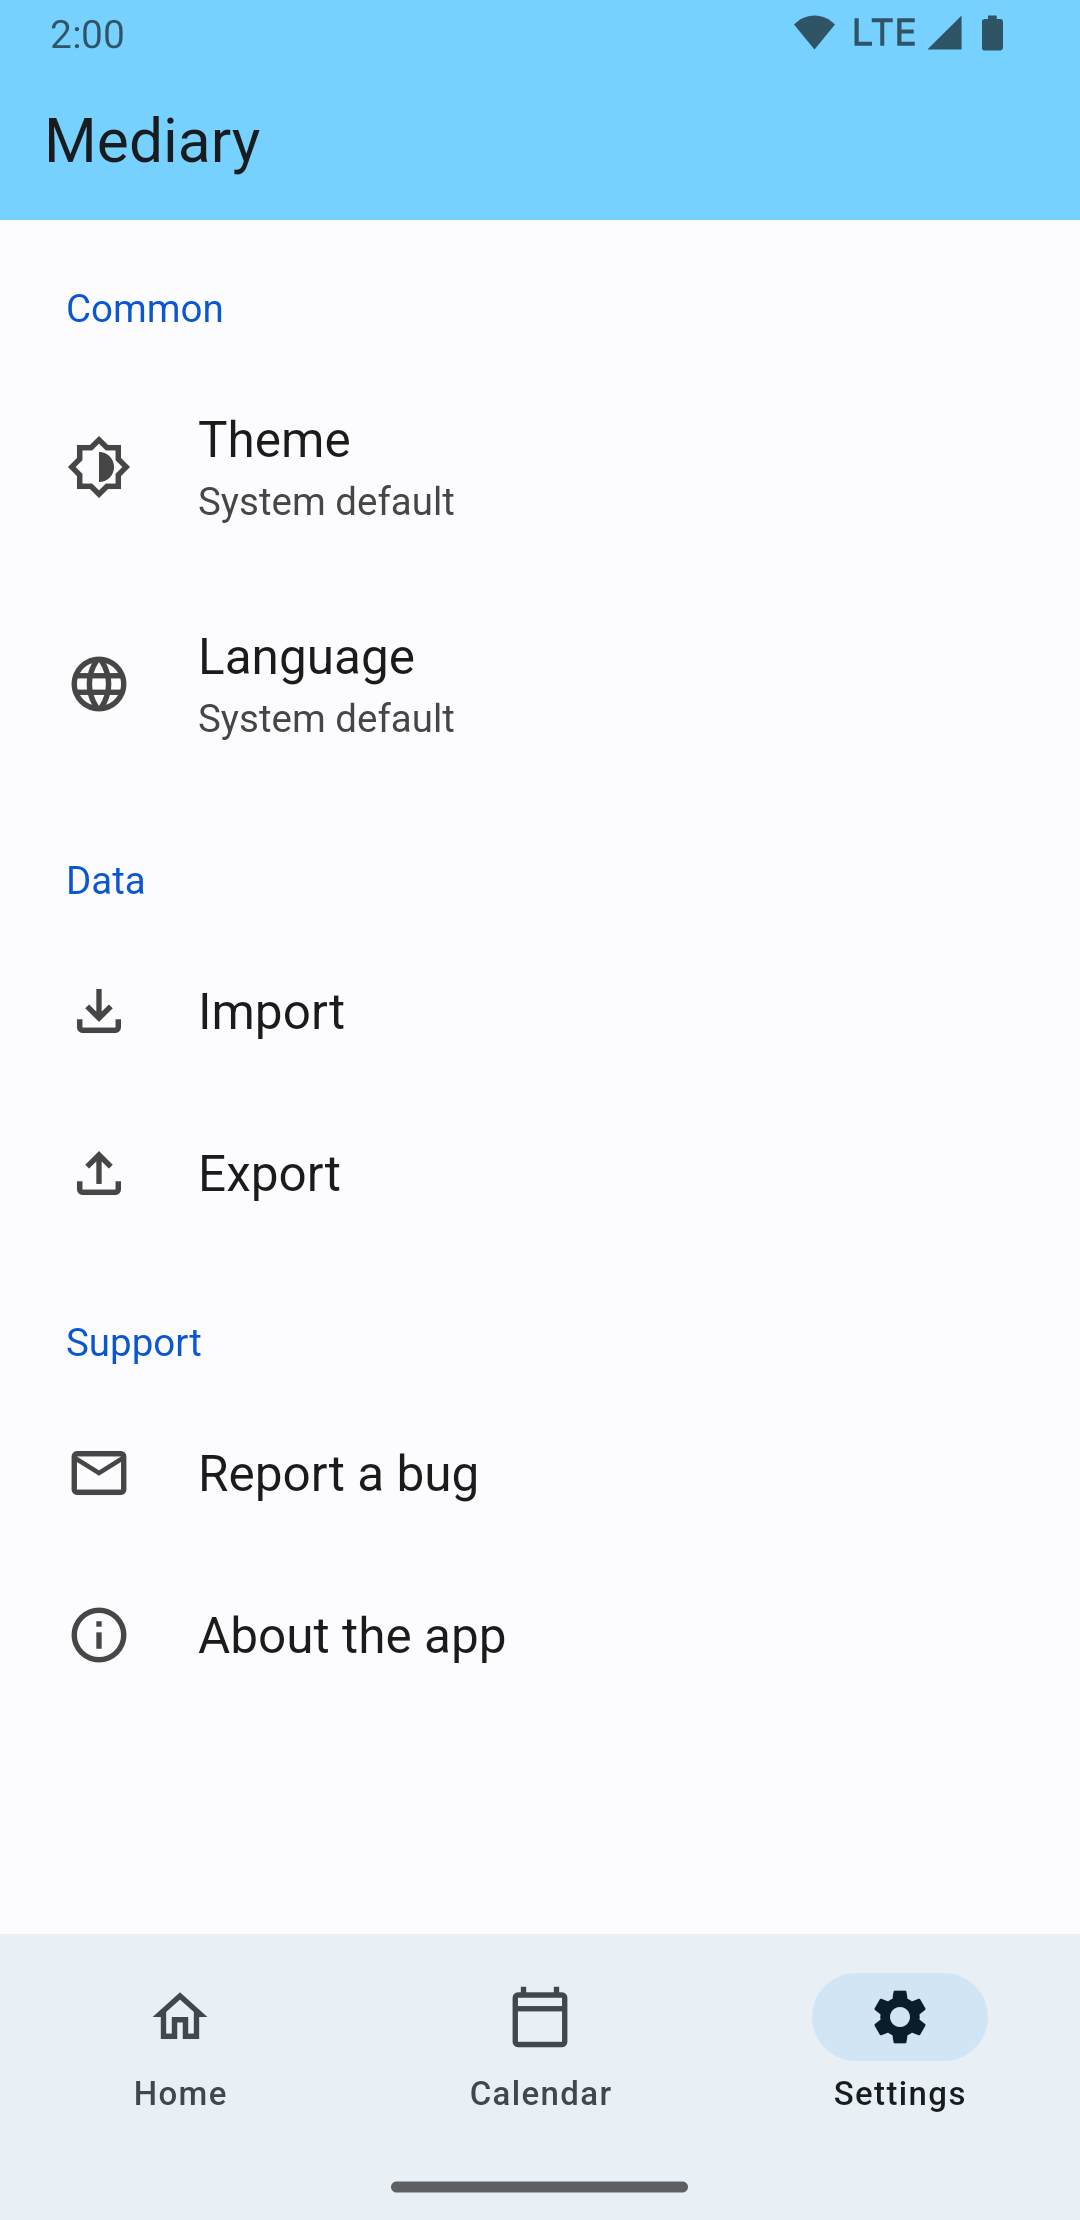 2:00
LTE
Mediary
Common
Theme
System default
Language
System default
Data
Import
Export
Support
Report a bug
About the app
Home
Calendar
Settings